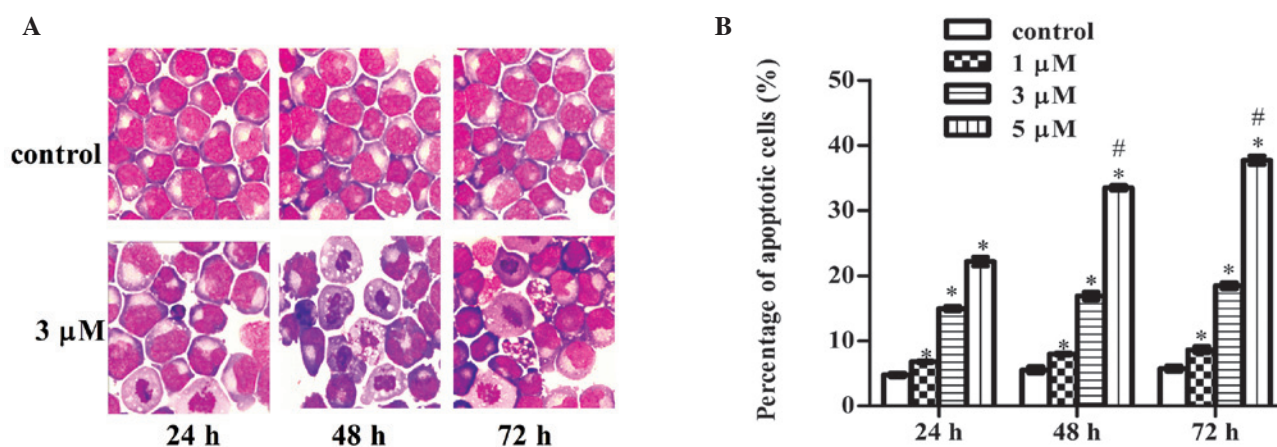 A
control
3 μM
24 h 48 h 72 h
B
control
1 μM
3 μM
5 μM
Percentage of apoptotic cells (%)
50
40
30
20
10
0
#
#
*
*
*
*
*
*
*
*
*
24 h 48 h 72 h